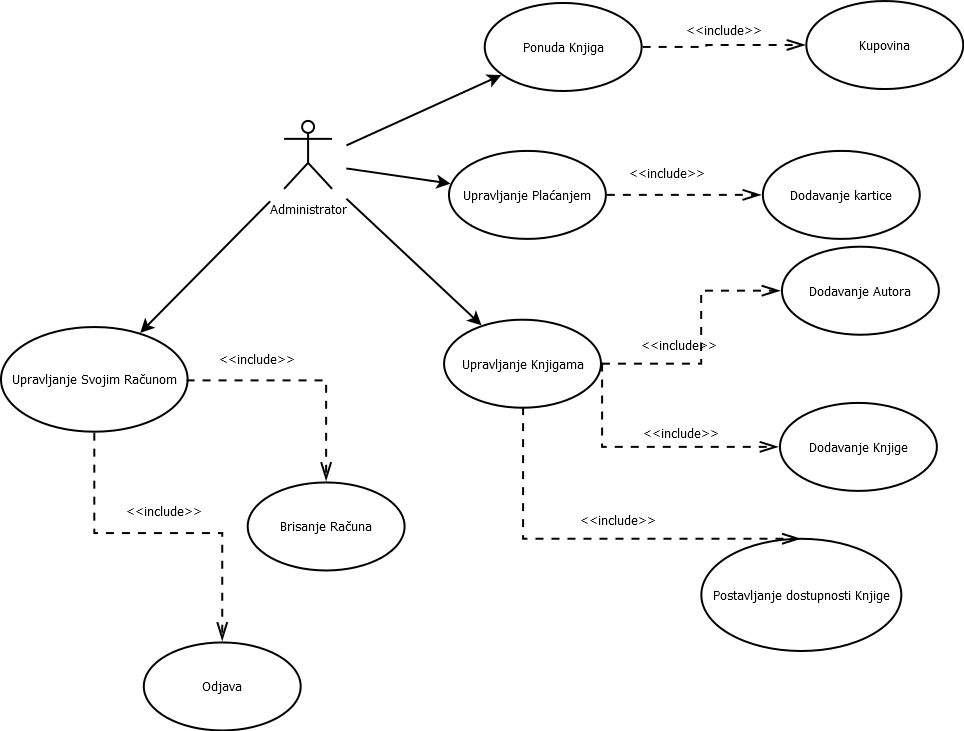 <<include>>
Ponuda Knjiga
Kupovina
<<include>>
Upravljanje Plaćanjem
Dodavanje kartice
Administrator
Dodavanje Autora
<<include>>
<<include>>
Upravljanje Knjigama
Upravljanje Svojim Računom
<<include>>
Dodavanje Knjige
<<include>>
<<include>>
Brisanje Računa
Postavljanje dostupnosti Knjige
Odjava